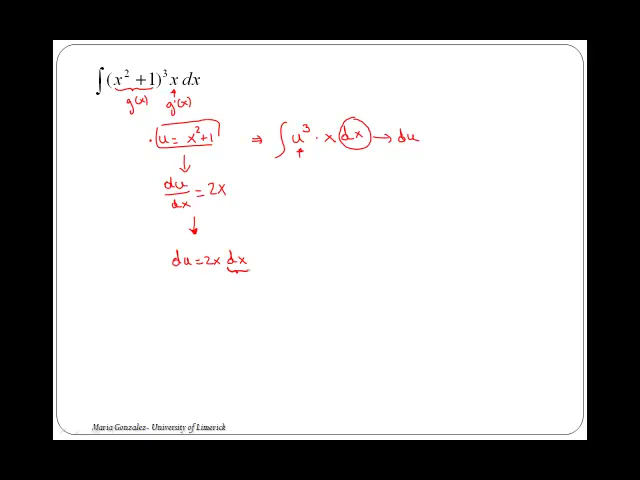 ∫ (x² + 1)³ x dx
g(x) g'(x)
u = x² + 1 ⇒ ∫ u³ · x dx → du
du/dx = 2x
du = 2x dx
Maria Gonzalez- University of Limerick